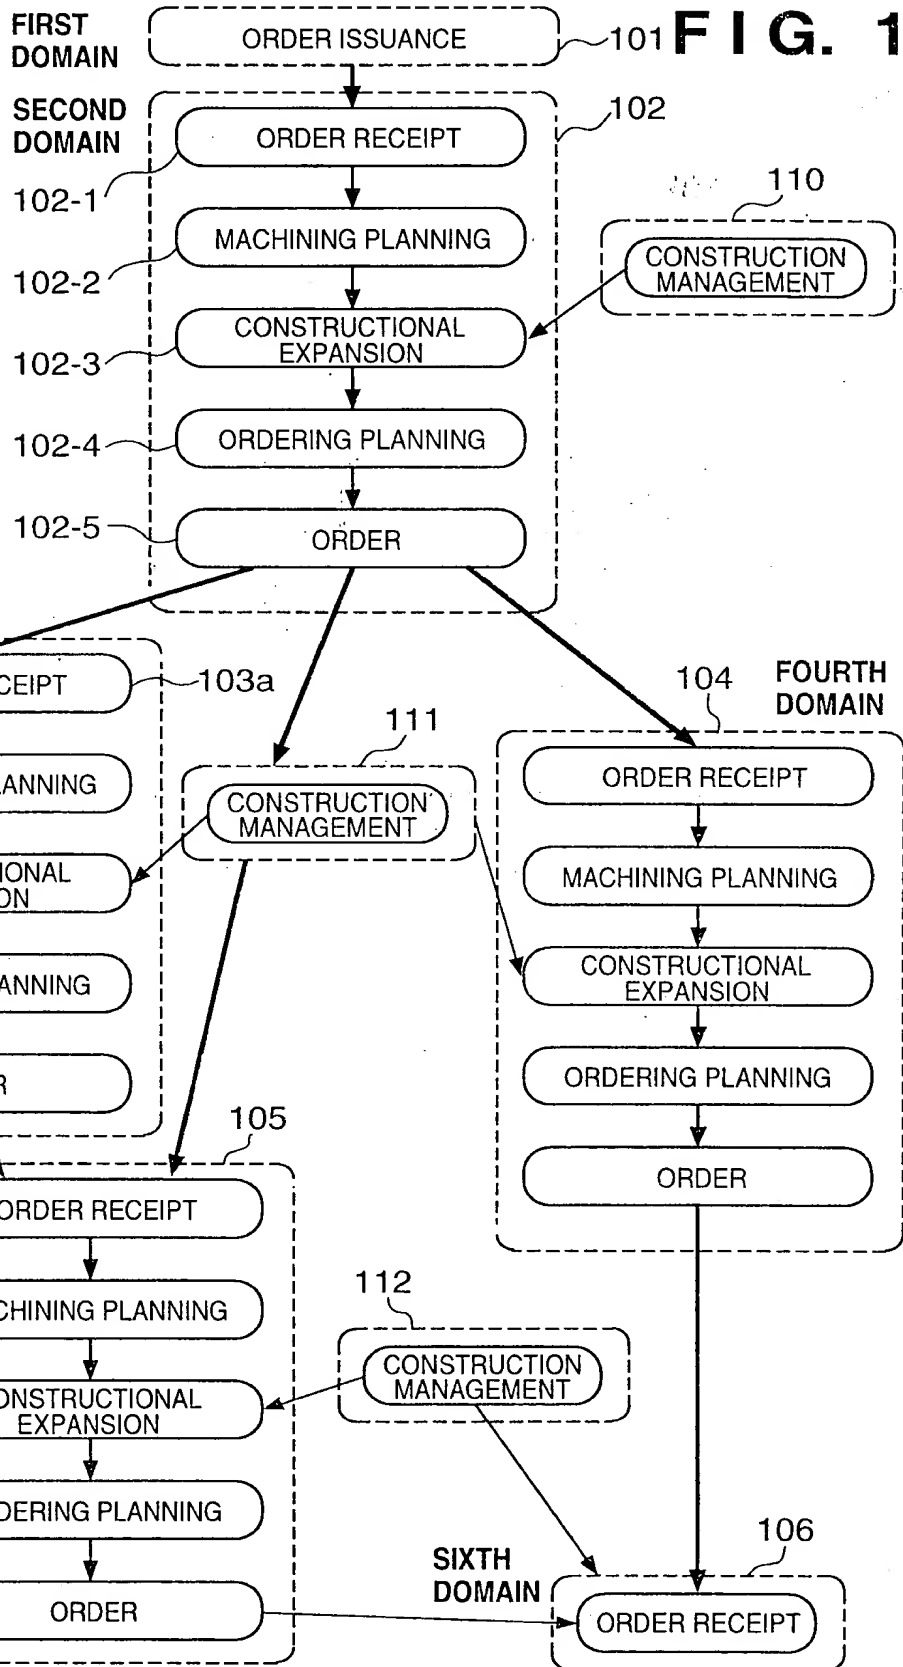 FIG. 1
FIRST
DOMAIN
ORDER ISSUANCE
101
SECOND
DOMAIN
102
ORDER RECEIPT
102-1
MACHINING PLANNING
102-2
110
CONSTRUCTION
MANAGEMENT
CONSTRUCTIONAL
EXPANSION
102-3
ORDERING PLANNING
102-4
ORDER
102-5
CEIPT
103a
ANNING
IONAL
ON
ANNING
R
111
CONSTRUCTION
MANAGEMENT
104
FOURTH
DOMAIN
ORDER RECEIPT
MACHINING PLANNING
CONSTRUCTIONAL
EXPANSION
ORDERING PLANNING
ORDER
105
ORDER RECEIPT
CHINING PLANNING
ONSTRUCTIONAL
EXPANSION
DERING PLANNING
ORDER
112
CONSTRUCTION
MANAGEMENT
SIXTH
DOMAIN
106
ORDER RECEIPT